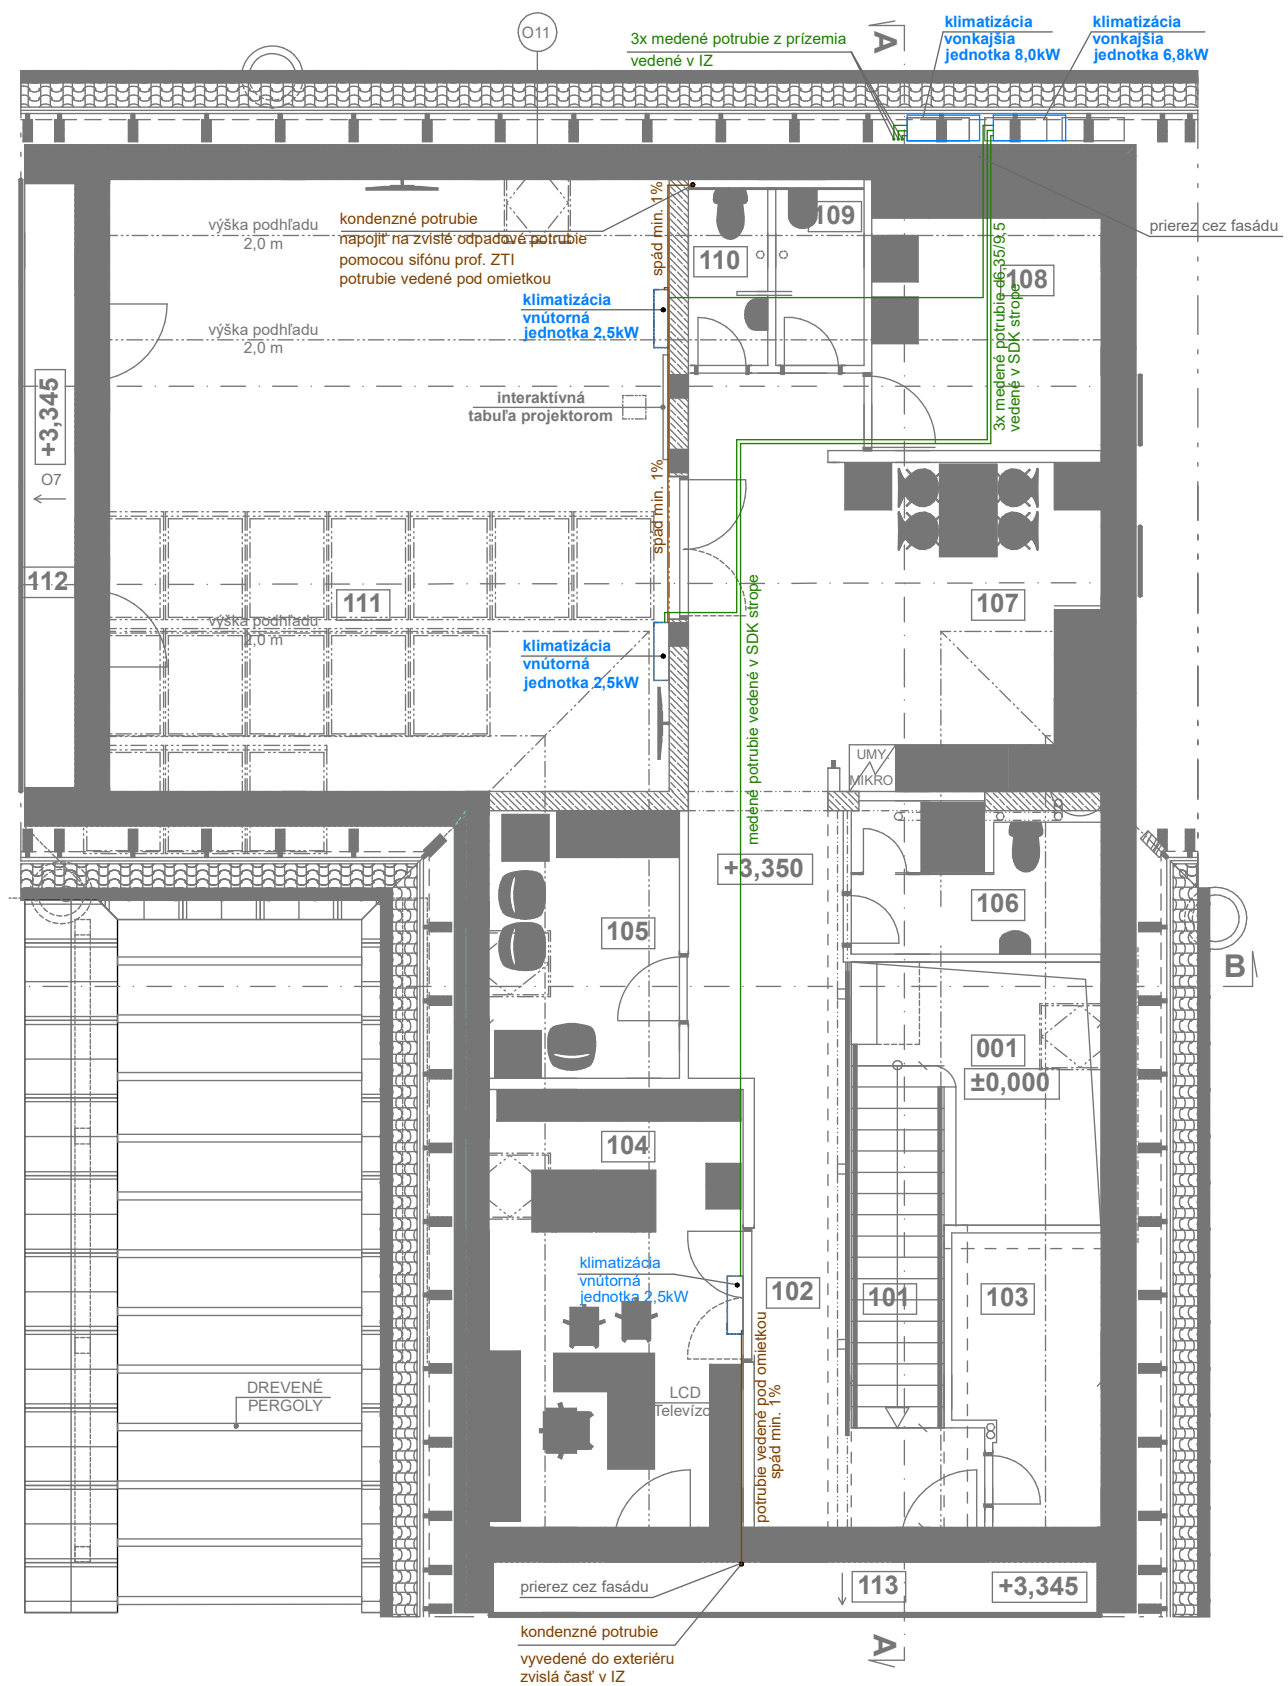 O11
3x medené potrubie z prízemia
vedené v IZ
A
klimatizácia
vonkajšia
jednotka 8,0kW
klimatizácia
vonkajšia
jednotka 6,8kW
prierez cez fasádu
výška podhľadu
2,0 m
kondenzné potrubie
napojiť na zvislé odpadové potrubie
pomocou sifónu prof. ZTI
potrubie vedené pod omietkou
spád min. 1%
109
110
108
3x medené potrubie d6,35/9,5
vedené v SDK strope
klimatizácia
vnútorná
jednotka 2,5kW
výška podhľadu
2,0 m
interaktívná
tabuľa projektorom
+3,345
O7
spád min. 1%
112
111
107
výška podhľadu
2,0 m
klimatizácia
vnútorná
jednotka 2,5kW
medené potrubie vedené v SDK strope
UMY.
MIKRO
+3,350
106
105
B
001
±0,000
104
klimatizácia
vnútorná
jednotka 2,5kW
102
101
103
DREVENÉ
PERGOLY
LCD
Televízo
potrubie vedené pod omietkou
spád min. 1%
prierez cez fasádu
113
+3,345
kondenzné potrubie
vyvedené do exteriéru
zvislá časť v IZ
A